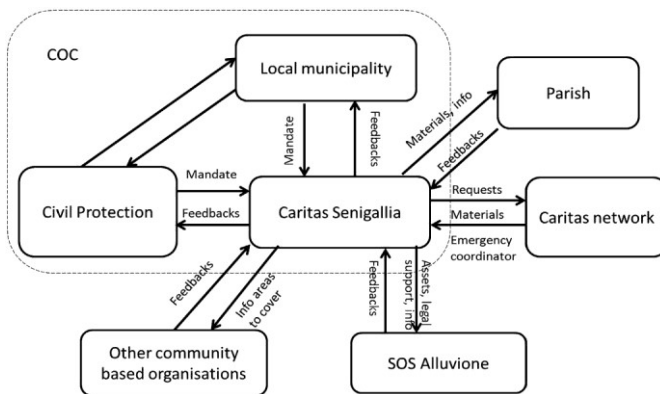 COC
Local municipality
Parish
Materials, info
Feedbacks
Mandate
Feedbacks
Mandate
Civil Protection
Feedbacks
Caritas Senigallia
Requests
Materials
Emergency
coordinator
Caritas network
Feedbacks
Info areas
to cover
Feedbacks
Assets, legal
support, info
Other community
based organisations
SOS Alluvione